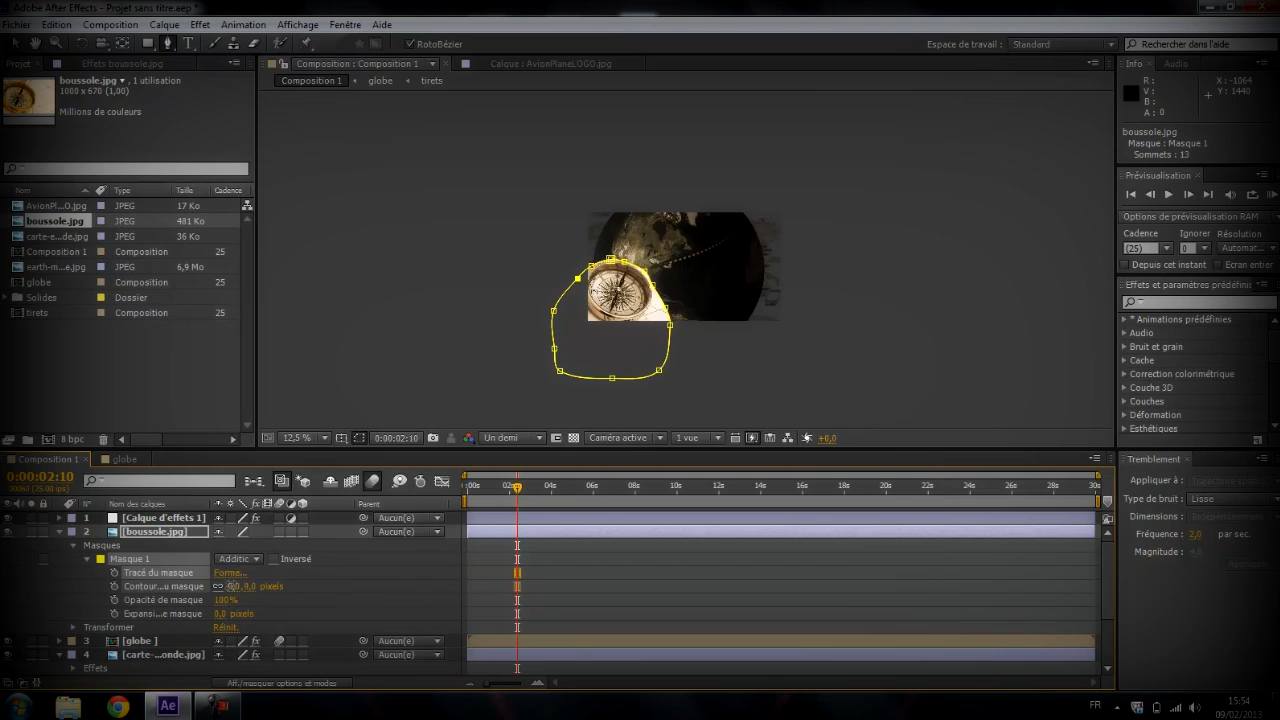 Adobe After Effects - Projet sans titre.aep *
Fichier Edition Composition Calque Effet Animation Affichage Fenêtre Aide
RotoBézier
Espace de travail : Standard
Rechercher dans l'aide
Projet
Effets boussole.jpg
Composition : Composition 1
Calque : AvionPlaneLOGO.jpg
Info
Audio
boussole.jpg ▾, 1 utilisation
1000 x 670 (1,00)
Millions de couleurs
Composition 1
globe
tirets
R :
V :
B :
A : 0
X : -1064
Y : 1440
boussole.jpg
Masque : Masque 1
Sommets : 13
Prévisualisation
Options de prévisualisation RAM
Cadence Ignorer Résolution
(25) 0 Automat...
Depuis cet instant
Ecran entier
Effets et paramètres prédéfinis
* Animations prédéfinies
Audio
Bruit et grain
Cache
Correction colorimétrique
Couche 3D
Couches
Déformation
Esthétiques
Nom Type Taille Cadence
AvionPl...O.jpg JPEG 17 Ko
boussole.jpg JPEG 481 Ko
carte-e...de.jpg JPEG 36 Ko
Composition 1 Composition 25
earth-m...e.jpg JPEG 6,9 Mo
globe Composition 25
Solides Dossier
tirets Composition 25
8 bpc
12,5 %
0:00:02:10
Un demi
Caméra active
1 vue
+0,0
Composition 1
globe
0:00:02:10
00060 (25.00 ips)
:00s 02s 04s 06s 08s 10s 12s 14s 16s 18s 20s 22s 24s 26s 28s 30s
N° Nom des calques Parent
1 [Calque d'effets 1] Aucun(e)
2 [boussole.jpg] Aucun(e)
Masques
Masque 1 Additic Inversé
Tracé du masque Forme...
Contour...u masque 0,0 pixels
Opacité de masque 100%
Expansi...e masque 0,0 pixels
Transformer Réinit.
3 [globe ] Aucun(e)
4 [carte-...onde.jpg] Aucun(e)
Effets
Aff./masquer options et modes
Tremblement
Appliquer à :
Type de bruit : Lisse
Dimensions :
Fréquence : 2,0 par sec.
Magnitude :
FR
15:54
09/02/2013